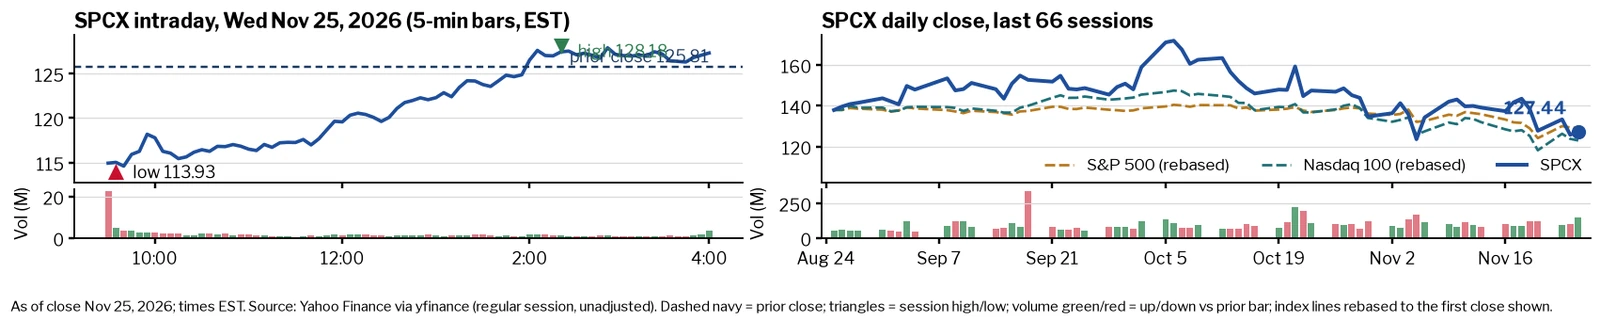 SPCX intraday, Wed Nov 25, 2026 (5-min bars, EST)
high 128.18
prior close 125.81
125
120
115
low 113.93
Vol (M)
20
0
10:00 12:00 2:00 4:00
SPCX daily close, last 66 sessions
160
140
120
127.44
S&P 500 (rebased) Nasdaq 100 (rebased) SPCX
Vol (M)
250
0
Aug 24 Sep 7 Sep 21 Oct 5 Oct 19 Nov 2 Nov 16
As of close Nov 25, 2026; times EST. Source: Yahoo Finance via yfinance (regular session, unadjusted). Dashed navy = prior close; triangles = session high/low; volume green/red = up/down vs prior bar; index lines rebased to the first close shown.